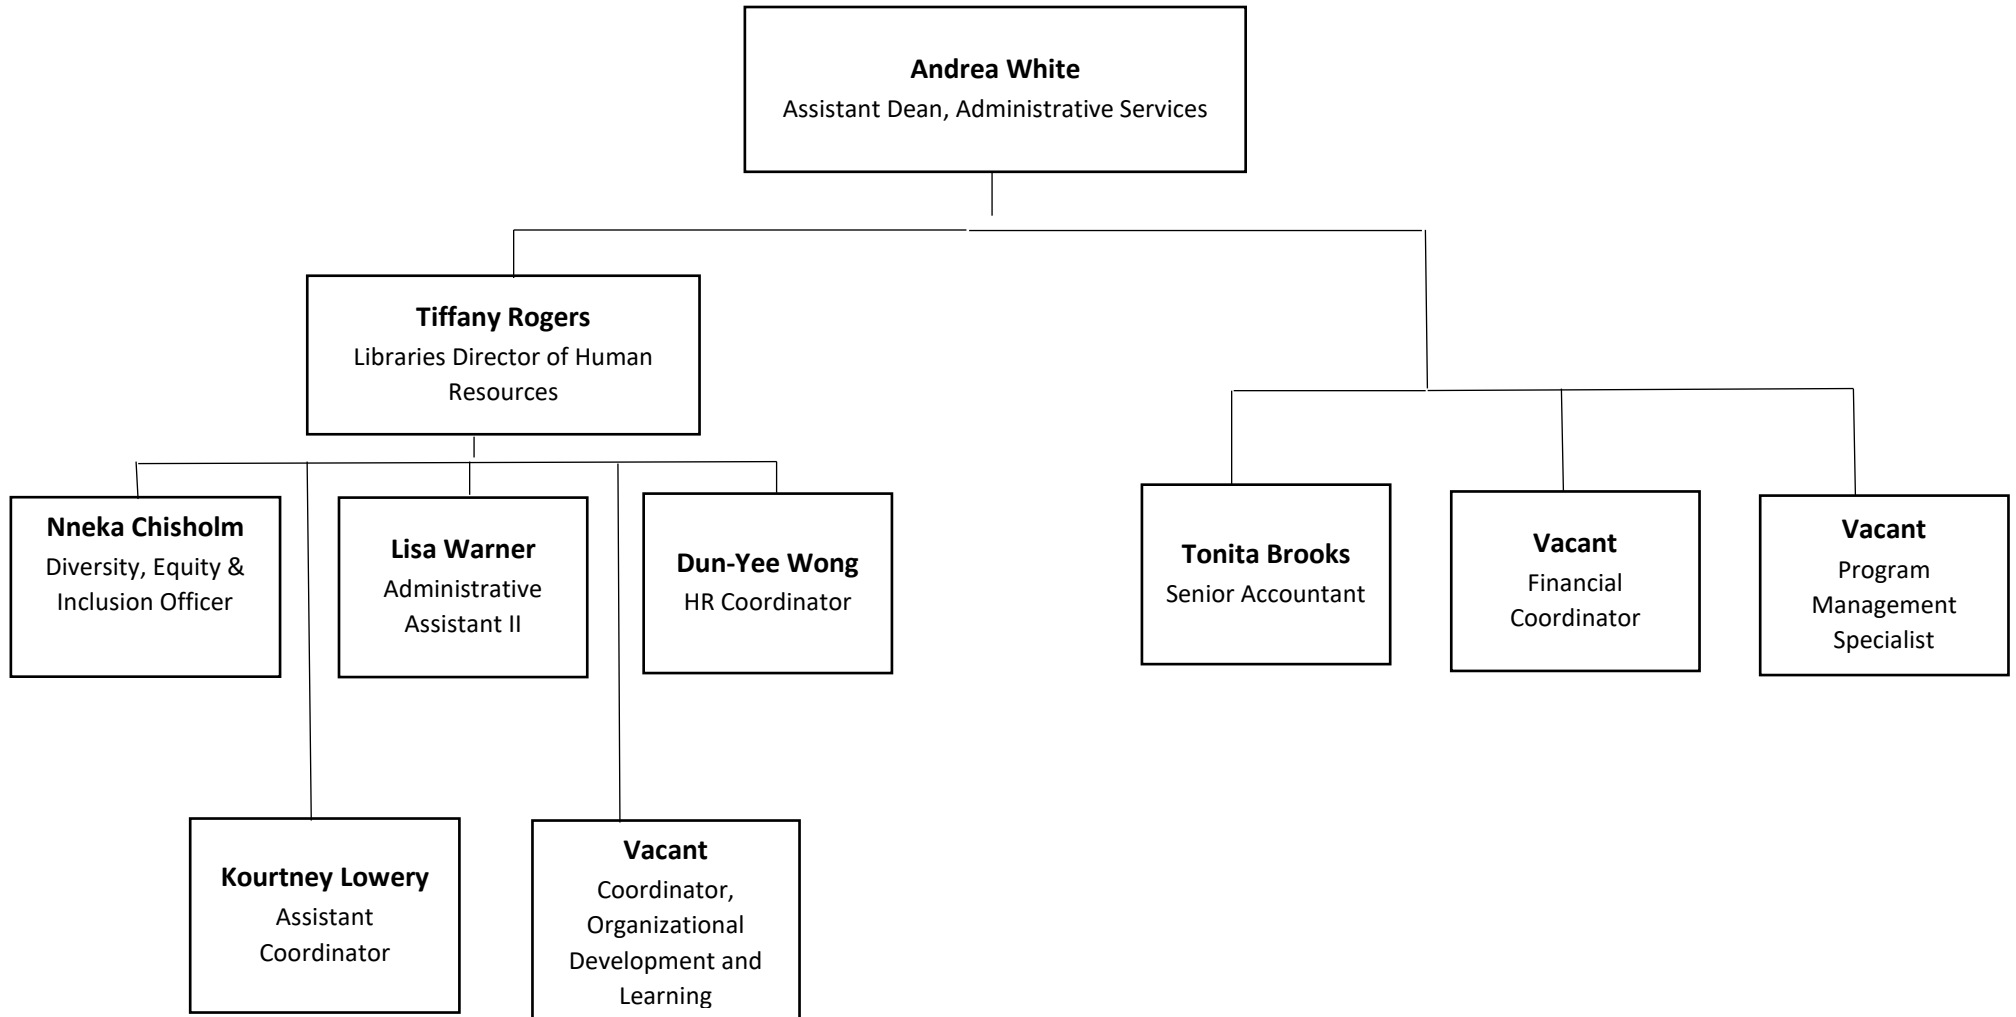 Andrea White
Assistant Dean, Administrative Services
Tiffany Rogers
Libraries Director of Human
Resources
Nneka Chisholm
Diversity, Equity &
Inclusion Officer
Lisa Warner
Administrative
Assistant II
Dun-Yee Wong
HR Coordinator
Tonita Brooks
Senior Accountant
Vacant
Financial
Coordinator
Vacant
Program
Management
Specialist
Kourtney Lowery
Assistant
Coordinator
Vacant
Coordinator,
Organizational
Development and
Learning